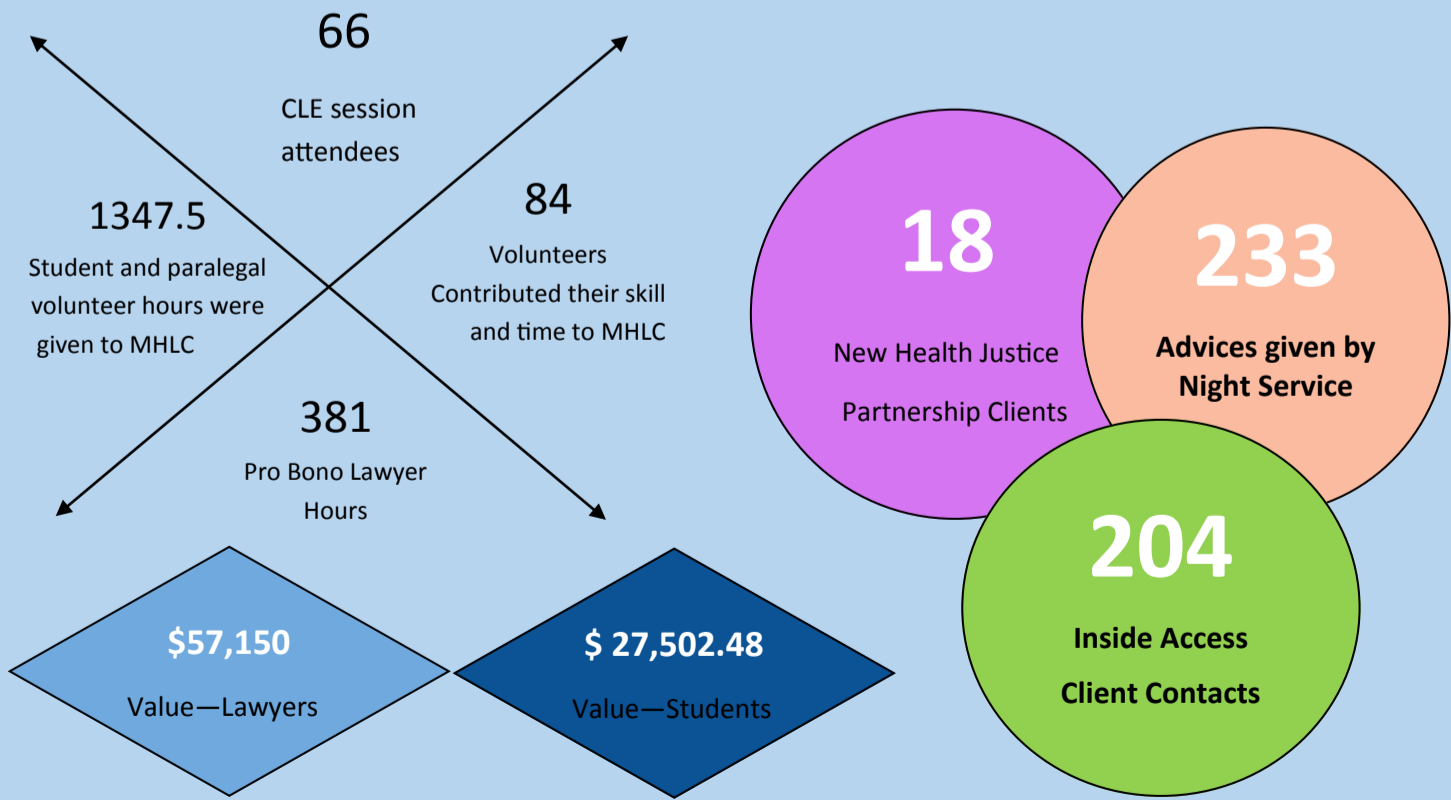 66
CLE session
attendees
1347.5
Student and paralegal
volunteer hours were
given to MHLC
84
Volunteers
Contributed their skill
and time to MHLC
381
Pro Bono Lawyer
Hours
$57,150
Value—Lawyers
$ 27,502.48
Value—Students
18
New Health Justice
Partnership Clients
233
Advices given by
Night Service
204
Inside Access
Client Contacts